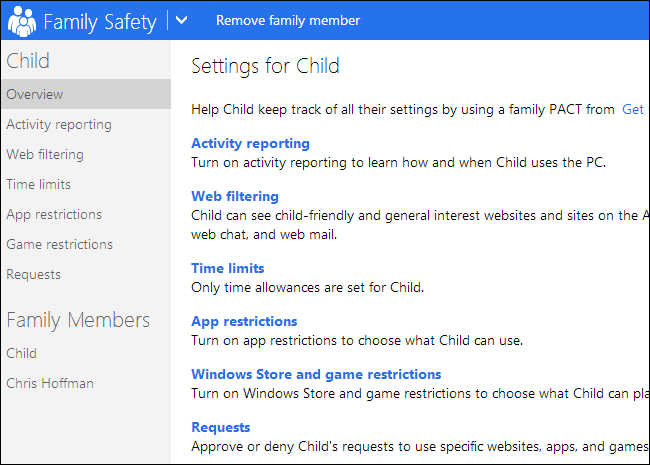 Family Safety
Remove family member
Child
Overview
Activity reporting
Web filtering
Time limits
App restrictions
Game restrictions
Requests
Family Members
Child
Chris Hoffman
Settings for Child
Help Child keep track of all their settings by using a family PACT from Get
Activity reporting
Turn on activity reporting to learn how and when Child uses the PC.
Web filtering
Child can see child-friendly and general interest websites and sites on the A
web chat, and web mail.
Time limits
Only time allowances are set for Child.
App restrictions
Turn on app restrictions to choose what Child can use.
Windows Store and game restrictions
Turn on Windows Store and game restrictions to choose what Child can pla
Requests
Approve or deny Child's requests to use specific websites, apps, and games